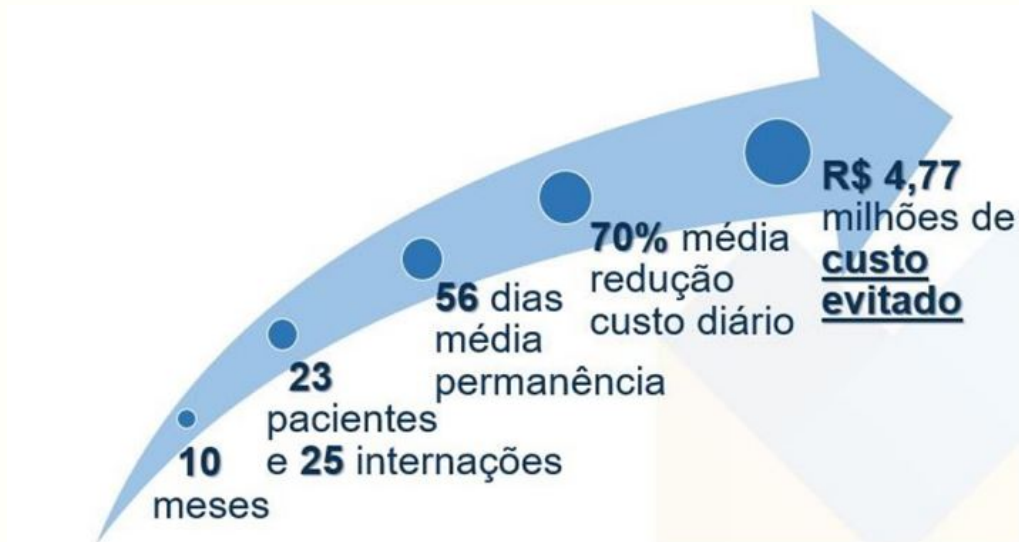 10
meses
23
pacientes
e 25 internações
56 dias
média
permanência
70% média
redução
custo diário
R$ 4,77
milhões de
custo
evitado